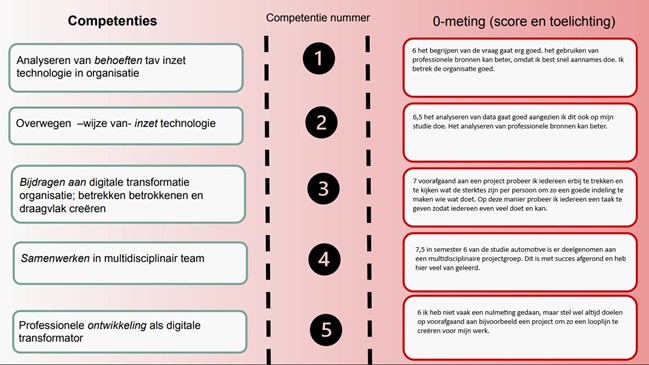 Competenties
Competentie nummer
0-meting (score en toelichting)
Analyseren van behoeften tav inzet
technologie in organisatie
1
6 het begrijpen van de vraag gaat erg goed. het gebruiken van
professionele bronnen kan beter, omdat ik best snel aannames doe. Ik
betrek de organisatie goed.
Overwegen –wijze van- inzet technologie
2
6,5 het analyseren van data gaat goed aangezien ik dit ook op mijn
studie doe. Het analyseren van professionele bronnen kan beter.
Bijdragen aan digitale transformatie
organisatie; betrekken betrokkenen en
draagvlak creëren
3
7 voorafgaand aan een project probeer ik iedereen erbij te trekken en
te kijken wat de sterktes zijn per persoon om zo een goede indeling te
maken wie wat doet. Op deze manier probeer ik iedereen een taak te
geven zodat iedereen even veel doet en kan.
Samenwerken in multidisciplinair team
4
7,5 in semester 6 van de studie automotive is er deelgenomen aan
een multidisciplinaire projectgroep. Dit is met succes afgerond en heb
hier veel van geleerd.
Professionele ontwikkeling als digitale
transformator
5
6 ik heb niet vaak een nulmeting gedaan, maar stel wel altijd doelen
op voorafgaand aan bijvoorbeeld een project om zo een looplijn te
creëren voor mijn werk.